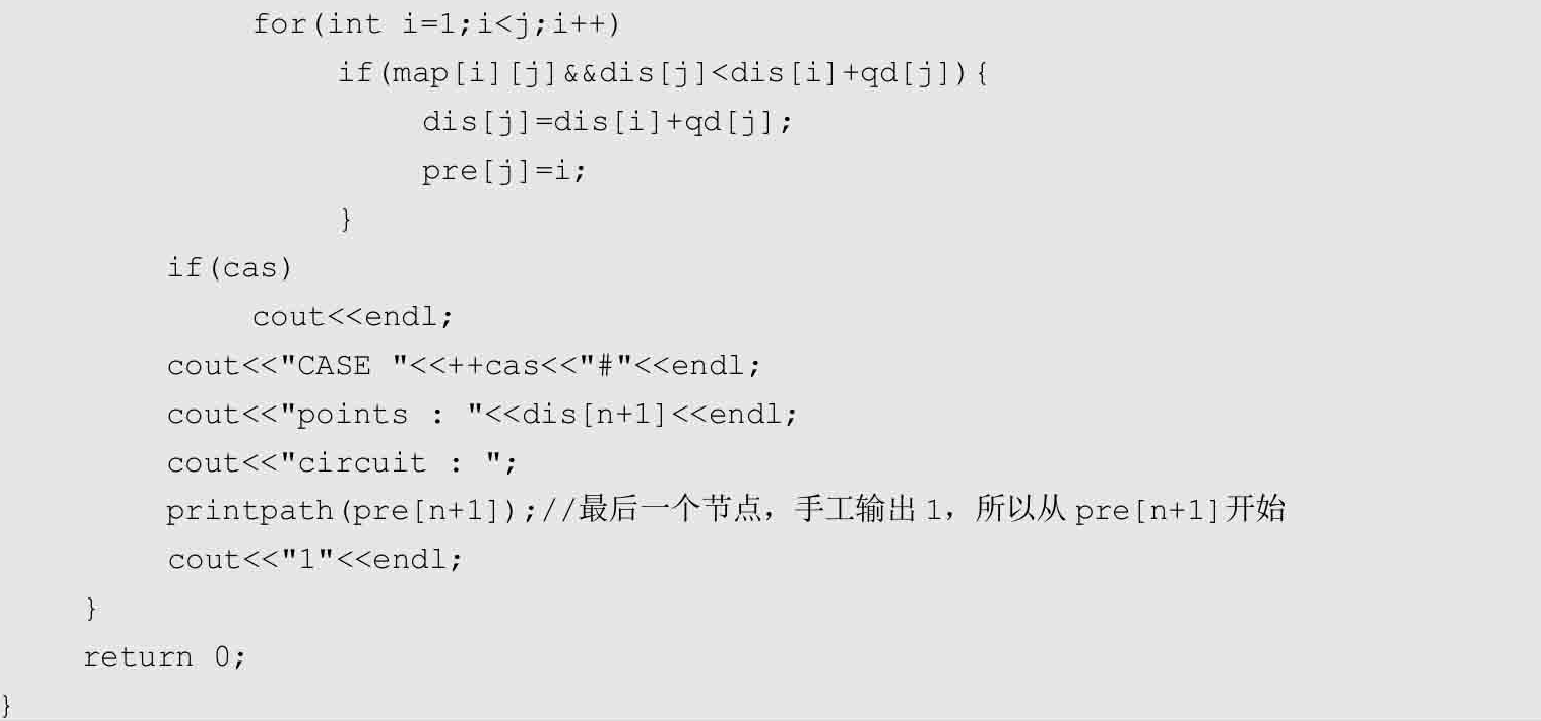 for(int i=1;i<j;i++)
if(map[i][j]&&dis[j]<dis[i]+qd[j]){
dis[j]=dis[i]+qd[j];
pre[j]=i;
}
if(cas)
cout<<endl;
cout<<"CASE "<<++cas<<"#"<<endl;
cout<<"points : "<<dis[n+1]<<endl;
cout<<"circuit : ";
printpath(pre[n+1]);//最后一个节点，手工输出1，所以从pre[n+1]开始
cout<<"1"<<endl;
}
return 0;
}